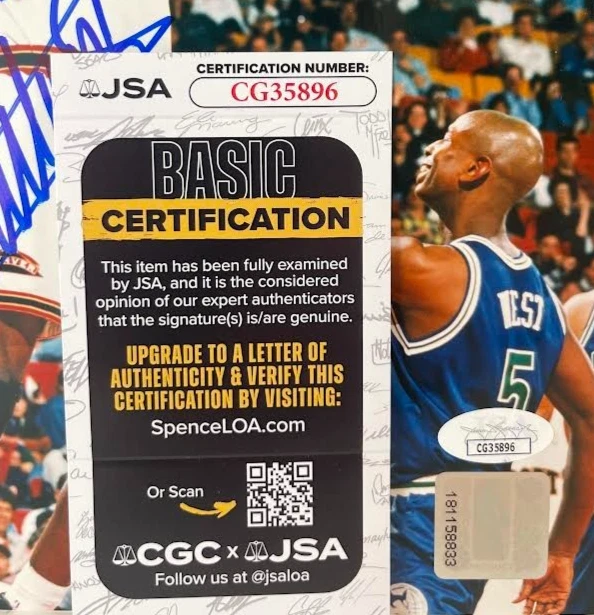 JSA
CERTIFICATION NUMBER:
CG35896
BASIC
CERTIFICATION
This item has been fully examined
by JSA, and it is the considered
opinion of our expert authenticators
that the signature(s) is/are genuine.
UPGRADE TO A LETTER OF
AUTHENTICITY & VERIFY THIS
CERTIFICATION BY VISITING:
SpenceLOA.com
Or Scan
CGC x JSA
Follow us at @jsaloa
WEST
5
CG35896
181158833